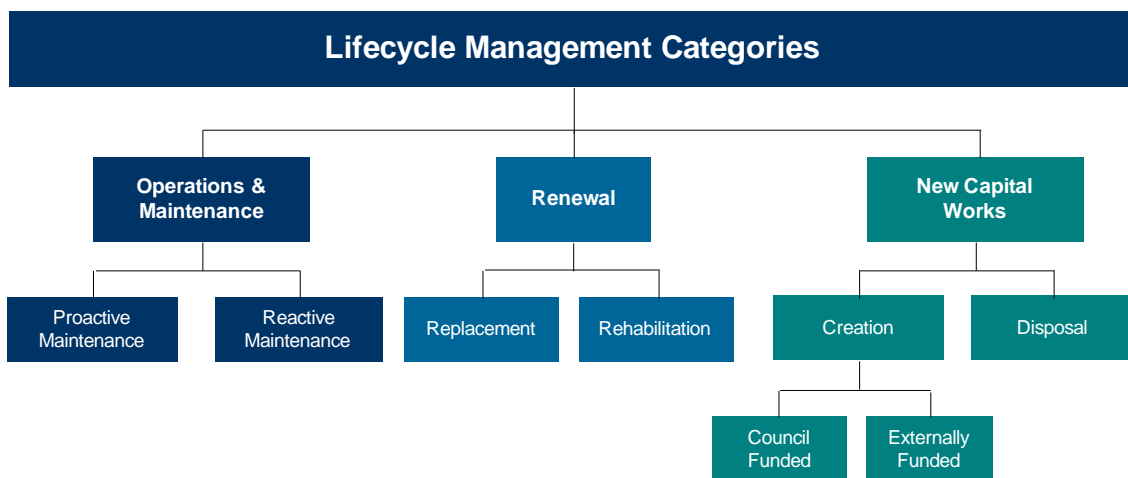 Lifecycle Management Categories
Operations &
Maintenance
Renewal
New Capital
Works
Proactive
Maintenance
Reactive
Maintenance
Replacement
Rehabilitation
Creation
Disposal
Council
Funded
Externally
Funded